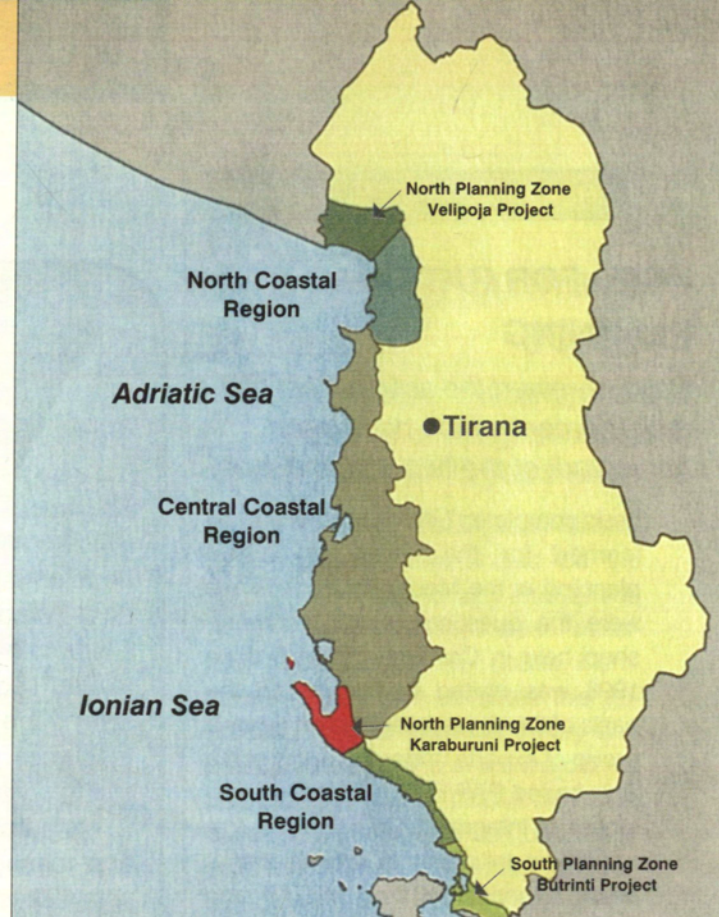 North Planning Zone
Velipoja Project
North Coastal
Region
Adriatic Sea
Tirana
Central Coastal
Region
Ionian Sea
North Planning Zone
Karaburuni Project
South Coastal
Region
South Planning Zone
Butrinti Project